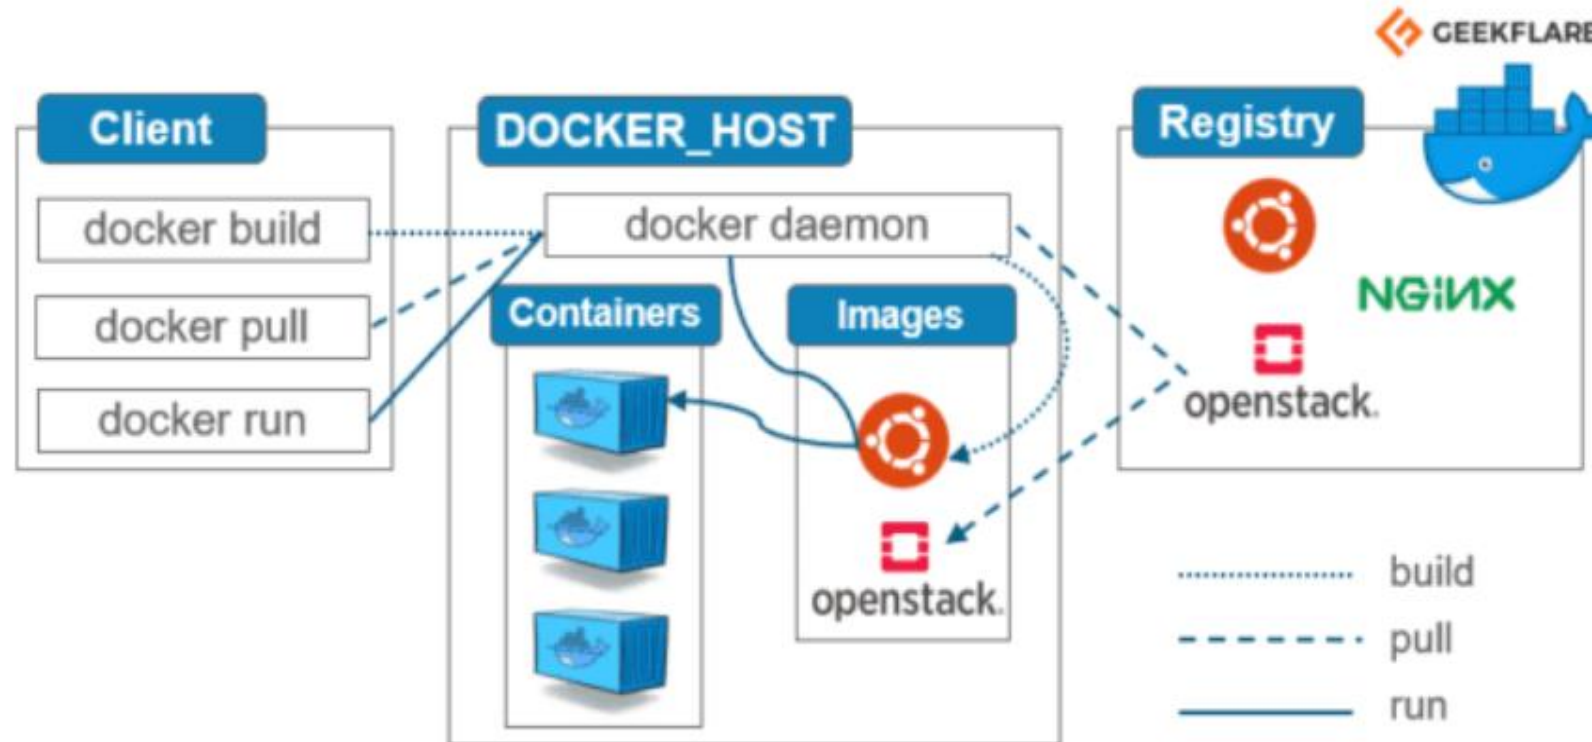 GEEKFLARE
Client
DOCKER_HOST
Registry
docker build
docker daemon
docker pull
Containers
Images
NGiNX
docker run
openstack.
openstack.
build
pull
run